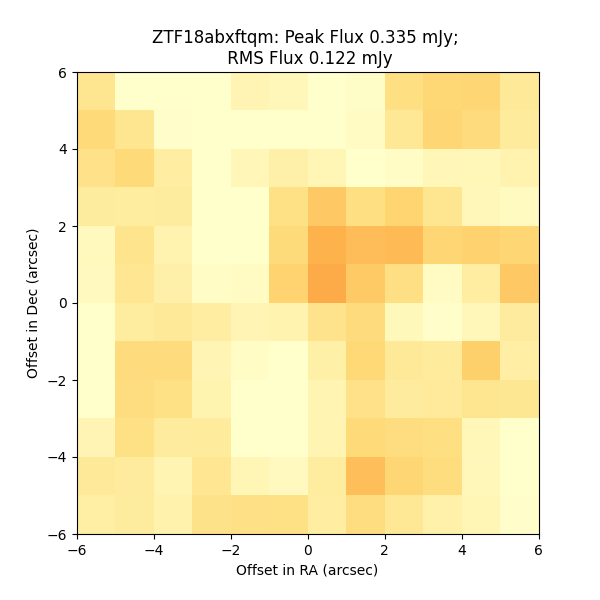 ZTF18abxftqm: Peak Flux 0.335 mJy;
RMS Flux 0.122 mJy
6
4
2
0
−2
−4
−6
Offset in Dec (arcsec)
−6 −4 −2 0 2 4 6
Offset in RA (arcsec)